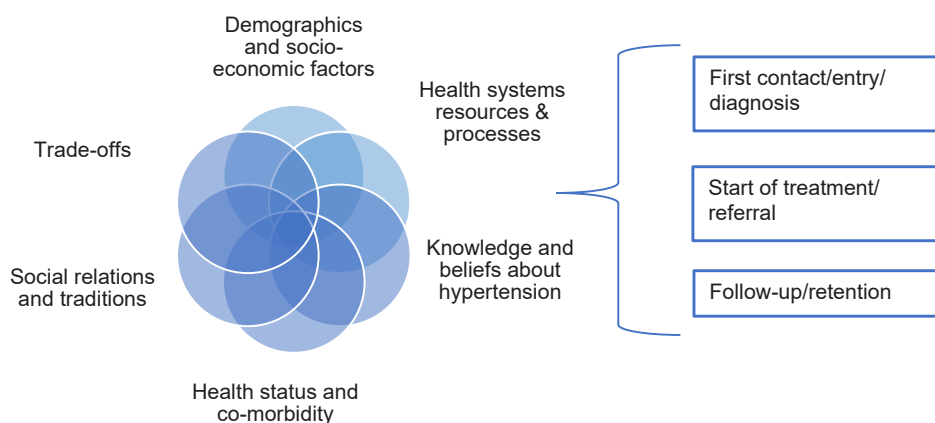 Demographics
and socio-
economic factors
Health systems
resources &
processes
Knowledge and
beliefs about
hypertension
Health status and
co-morbidity
Social relations
and traditions
Trade-offs
First contact/entry/
diagnosis
Start of treatment/
referral
Follow-up/retention